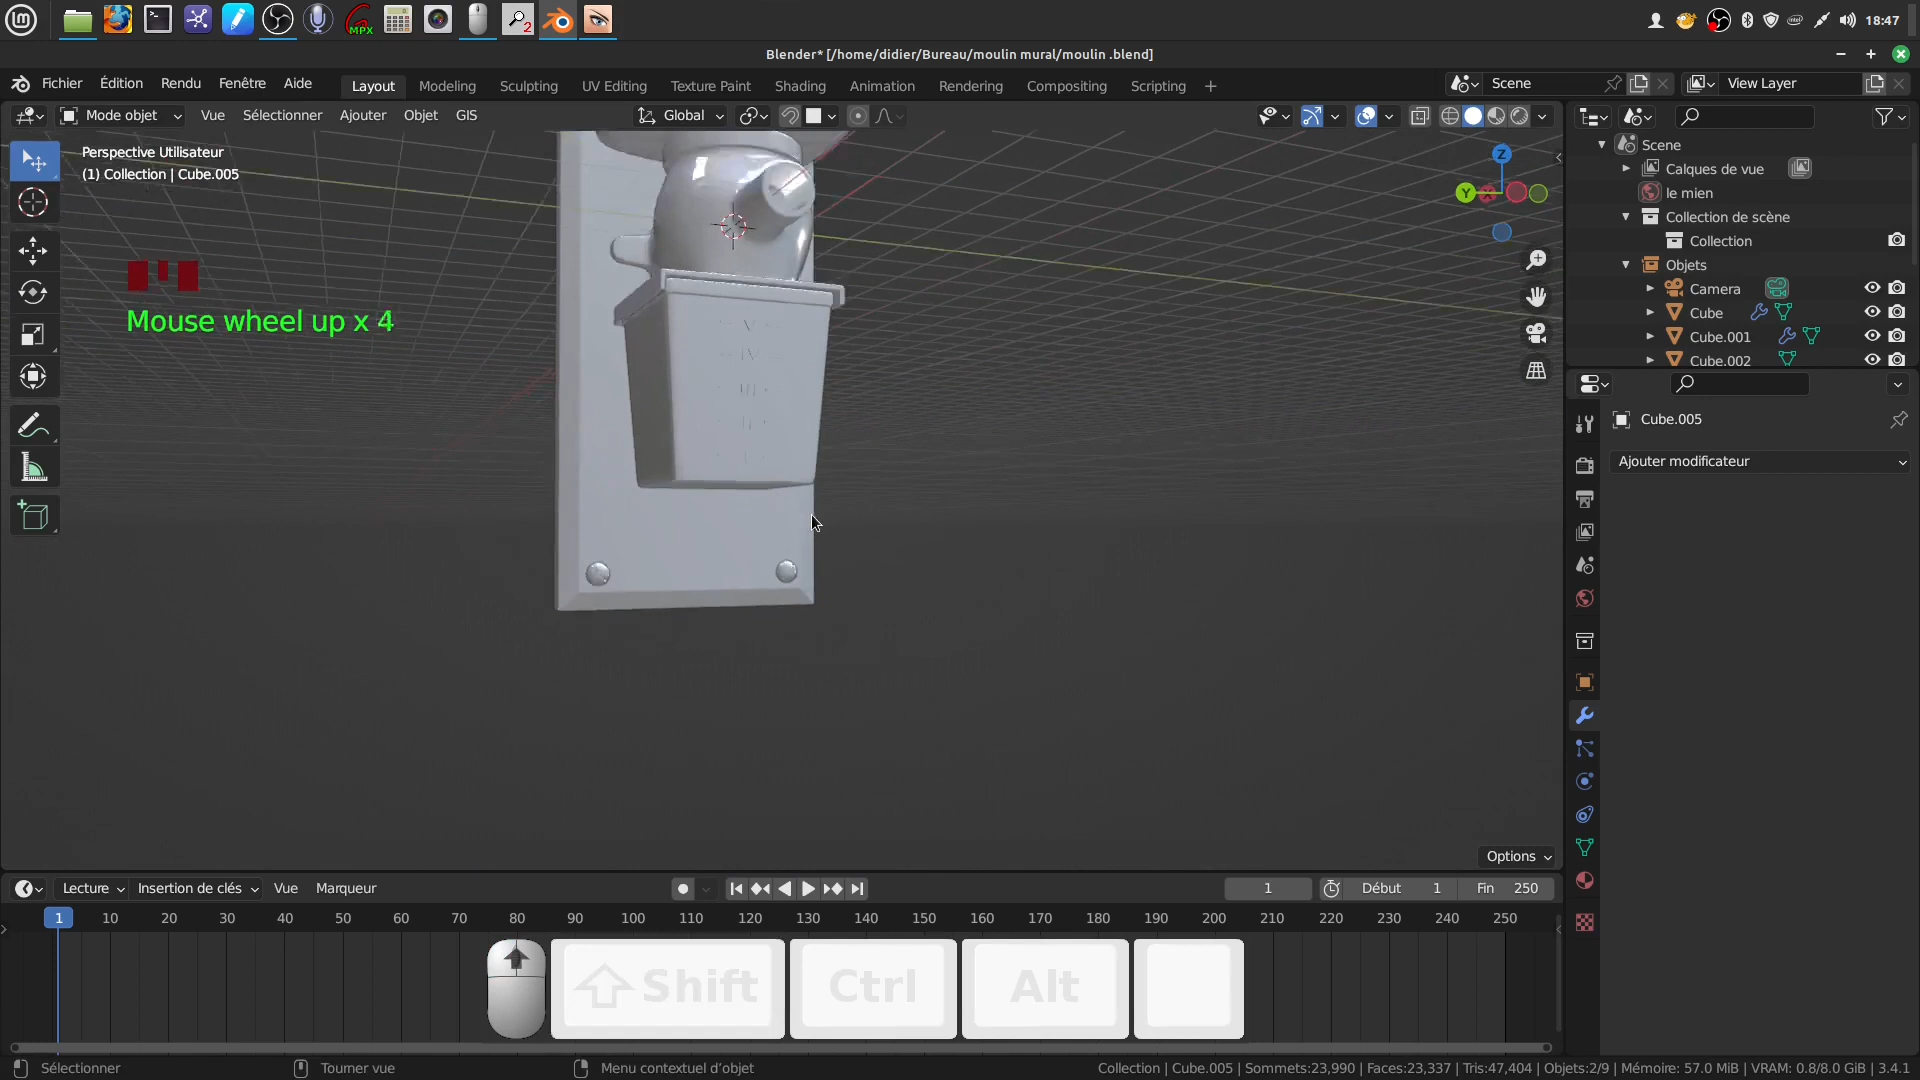 MPX
2
18:47
Blender* [/home/didier/Bureau/moulin mural/moulin .blend]
Fichier Édition Rendu Fenêtre Aide
Layout Modeling Sculpting UV Editing Texture Paint Shading Animation Rendering Compositing Scripting
Scene
View Layer
Mode objet Vue Sélectionner Ajouter Objet GIS
Global
Perspective Utilisateur
(1) Collection | Cube.005
Mouse wheel up x 4
Z
Y
X
V
IV
III
II
I
Options
Scene
Calques de vue
le mien
Collection de scène
Collection
Objets
Camera
Cube
Cube.001
Cube.002
Cube.005
Ajouter modificateur
Lecture Insertion de clés Vue Marqueur
1
Début 1
Fin 250
1 10 20 30 40 50 60 70 80 90 100 110 120 130 140 150 160 170 180 190 200 210 220 230 240 250
Shift Ctrl Alt
Sélectionner
Tourner vue
Menu contextuel d'objet
Collection | Cube.005 | Sommets:23,990 | Faces:23,337 | Tris:47,404 | Objets:2/9 | Mémoire: 57.0 MiB | VRAM: 0.8/8.0 GiB | 3.4.1